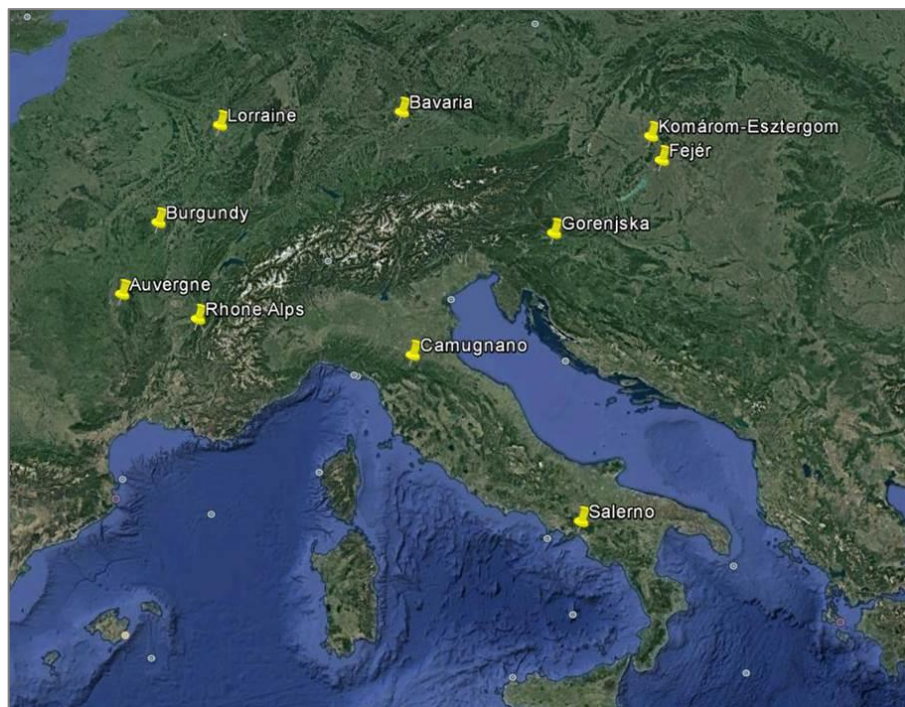 Bavaria
Lorraine
Komárom-Esztergom
Fejér
Burgundy
Gorenjska
Auvergne
Rhone Alps
Camugnano
Salerno